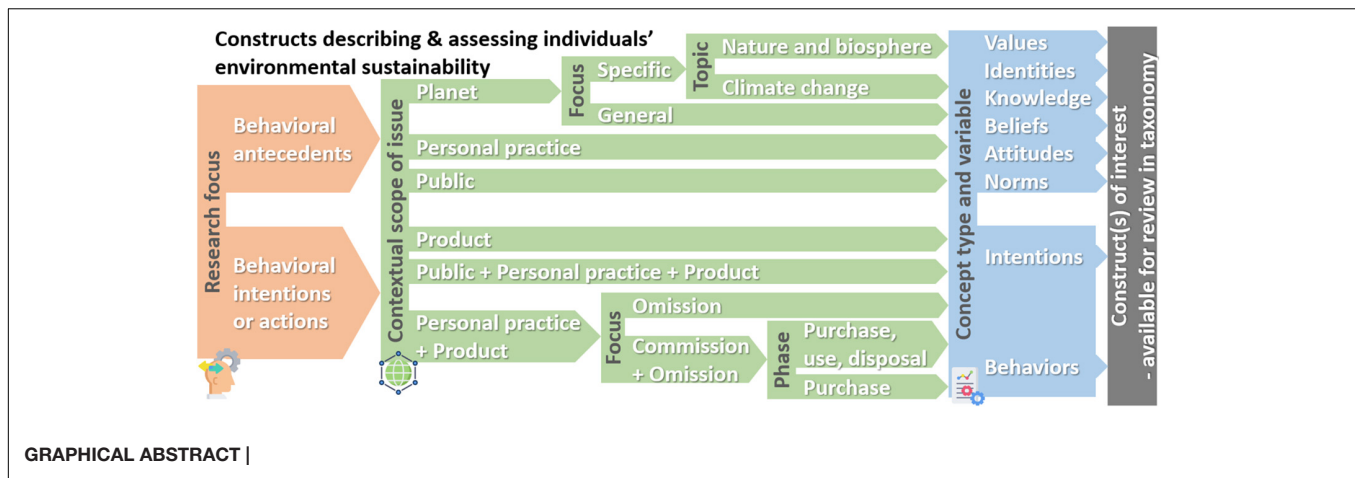 Constructs describing & assessing individuals'
environmental sustainability
Research focus
Behavioral
antecedents
Behavioral
intentions
or actions
Contextual scope of issue
Planet
Focus
Specific
General
Topic
Nature and biosphere
Climate change
Personal practice
Public
Product
Public + Personal practice + Product
Personal practice
+ Product
Focus
Omission
Commission
+ Omission
Phase
Purchase,
use, disposal
Purchase
Concept type and variable
Values
Identities
Knowledge
Beliefs
Attitudes
Norms
Intentions
Behaviors
Construct(s) of interest
- available for review in taxonomy
GRAPHICAL ABSTRACT |